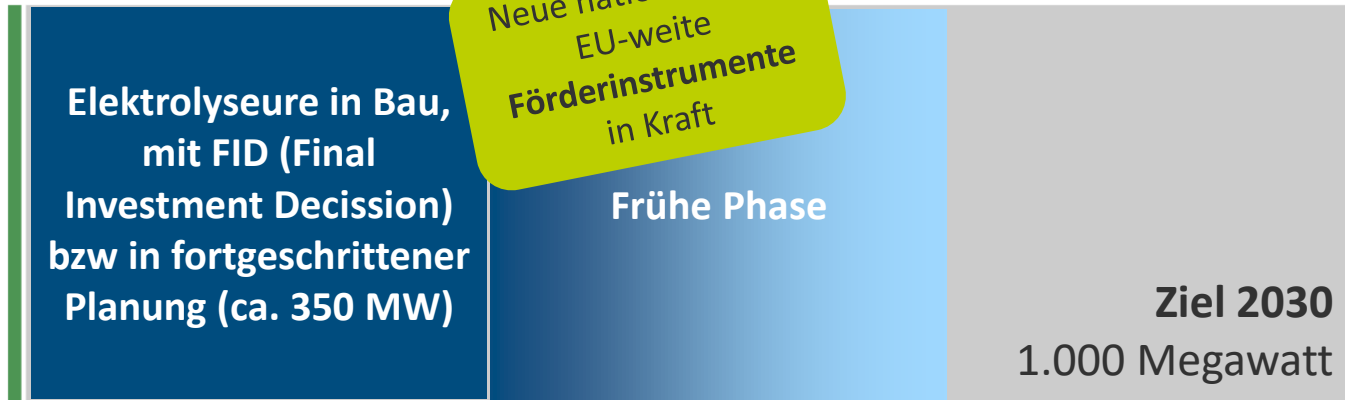 Neue
EU-weite
Förderinstrumente
in Kraft
Elektrolyseure in Bau,
mit FID (Final
Investment Decission)
bzw in fortgeschrittener
Planung (ca. 350 MW)
Frühe Phase
Ziel 2030
1.000 Megawatt